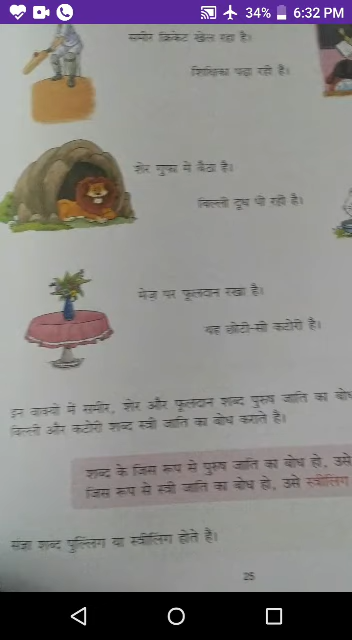 34% 6:32 PM
समीर क्रिकेट खेल रहा है।
शिक्षिका पढ़ा रही है।
शेर गुफा में बैठा है।
बिल्ली दूध पी रही है।
मेज़ पर फूलदान रखा है।
यह छोटी-सी कटोरी है।
इन वाक्यों में समीर, शेर और फूलदान शब्द पुरुष जाति का बोध
बिल्ली और कटोरी शब्द स्त्री जाति का बोध कराते हैं।
शब्द के जिस रूप से पुरुष जाति का बोध हो, उसे
जिस रूप से स्त्री जाति का बोध हो, उसे स्त्रीलिंग
संज्ञा शब्द पुल्लिंग या स्त्रीलिंग होते हैं।
25